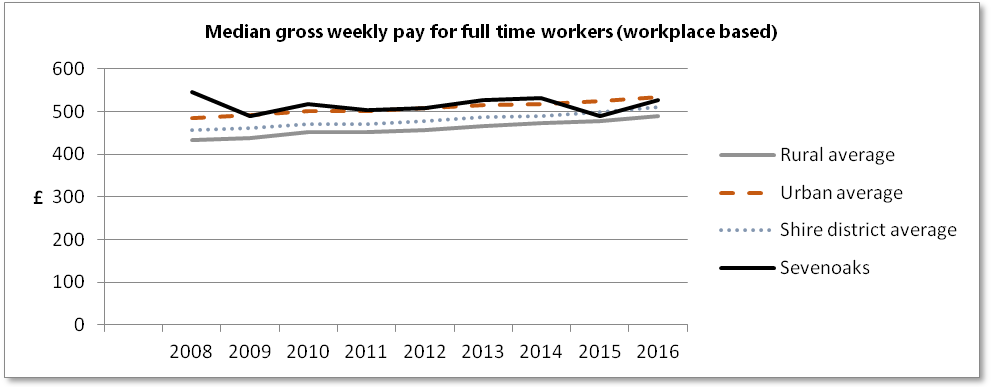 Median gross weekly pay for full time workers (workplace based)
600
500
400
£ 300
200
100
0
2008 2009 2010 2011 2012 2013 2014 2015 2016
Rural average
Urban average
Shire district average
Sevenoaks